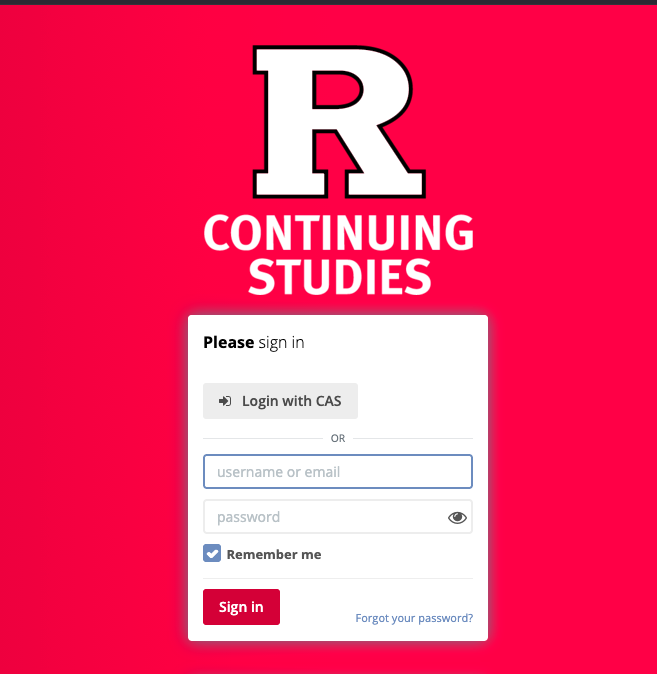 R
CONTINUING
STUDIES
Please sign in
Login with CAS
OR
username or email
password
Remember me
Sign in
Forgot your password?